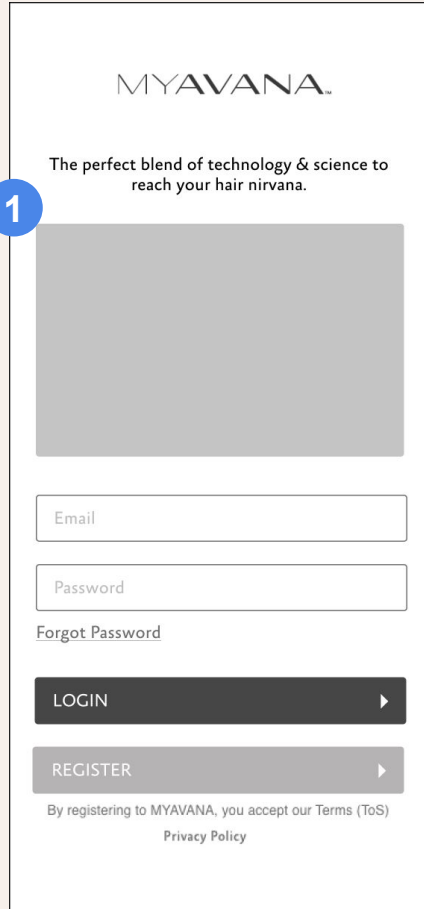 MYAVANA™
The perfect blend of technology & science to
reach your hair nirvana.
1
Email
Password
Forgot Password
LOGIN
REGISTER
By registering to MYAVANA, you accept our Terms (ToS)
Privacy Policy